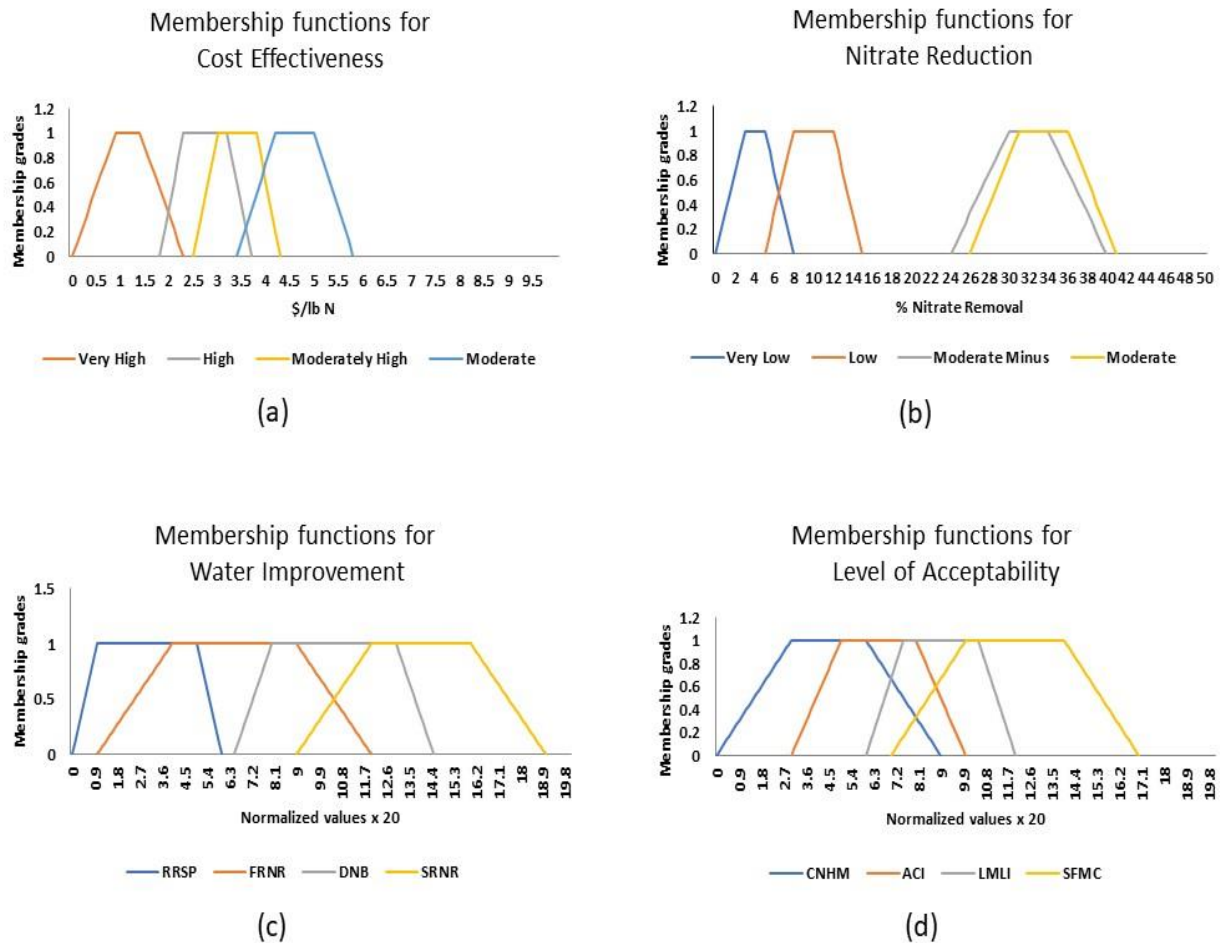 Membership functions for
Cost Effectiveness
Membership grades
1.2
1
0.8
0.6
0.4
0.2
0
0 0.5 1 1.5 2 2.5 3 3.5 4 4.5 5 5.5 6 6.5 7 7.5 8 8.5 9 9.5
$/lb N
Very High High Moderately High Moderate
(a)
Membership functions for
Nitrate Reduction
Membership grades
1.2
1
0.8
0.6
0.4
0.2
0
0 2 4 6 8 10 12 14 16 18 20 22 24 26 28 30 32 34 36 38 40 42 44 46 48 50
% Nitrate Removal
Very Low Low Moderate Minus Moderate
(b)
Membership functions for
Water Improvement
Membership grades
1.5
1
0.5
0
0 0.9 1.8 2.7 3.6 4.5 5.4 6.3 7.2 8.1 9 9.9 10.8 11.7 12.6 13.5 14.4 15.3 16.2 17.1 18 18.9 19.8
Normalized values x 20
RRSP FRNR DNB SRNR
(c)
Membership functions for
Level of Acceptability
Membership grades
1.2
1
0.8
0.6
0.4
0.2
0
0 0.9 1.8 2.7 3.6 4.5 5.4 6.3 7.2 8.1 9 9.9 10.8 11.7 12.6 13.5 14.4 15.3 16.2 17.1 18 18.9 19.8
Normalized values x 20
CNHM ACI LMLI SFMC
(d)